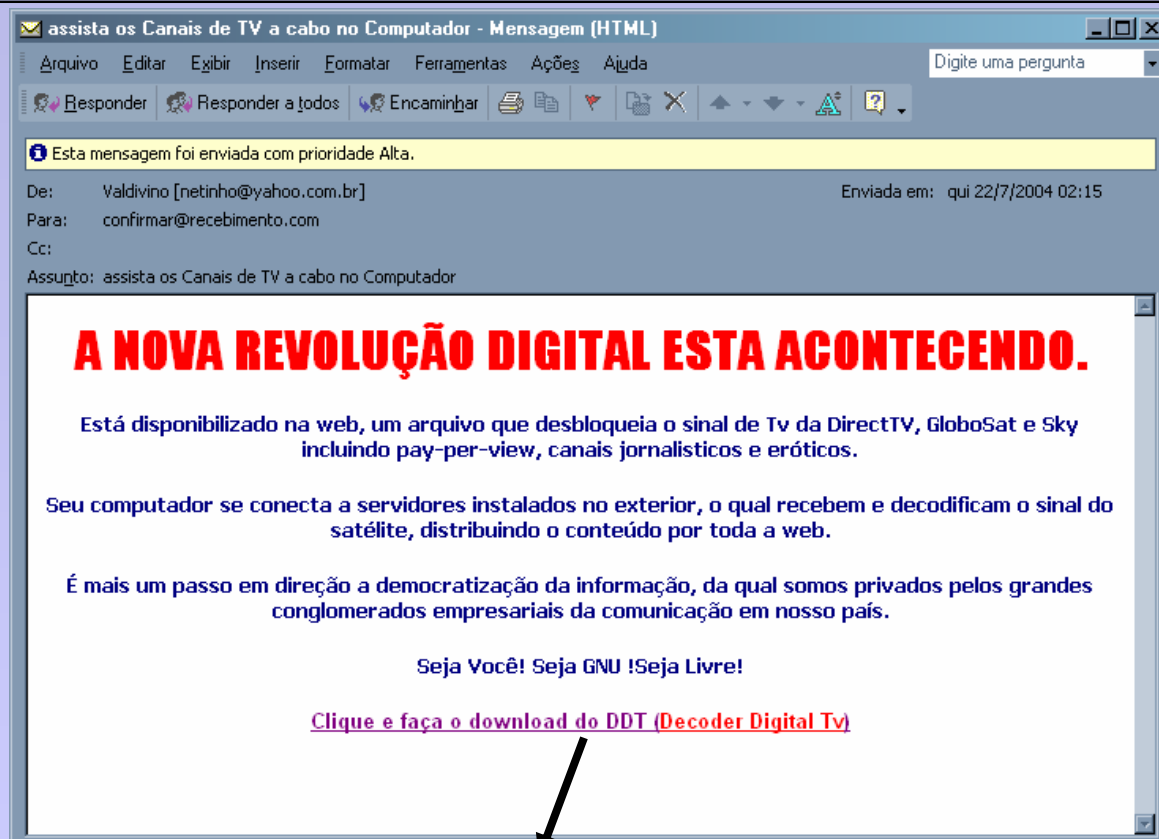 assista os Canais de TV a cabo no Computador - Mensagem (HTML)
Arquivo Editar Exibir Inserir Formatar Ferramentas Ações Ajuda Digite uma pergunta
Responder Responder a todos Encaminhar
Esta mensagem foi enviada com prioridade Alta.
De: Valdivino [netinho@yahoo.com.br] Enviada em: qui 22/7/2004 02:15
Para: confirmar@recebimento.com
Cc:
Assunto: assista os Canais de TV a cabo no Computador
A NOVA REVOLUÇÃO DIGITAL ESTA ACONTECENDO.
Está disponibilizado na web, um arquivo que desbloqueia o sinal de Tv da DirectTV, GloboSat e Sky
incluindo pay-per-view, canais jornalisticos e eróticos.
Seu computador se conecta a servidores instalados no exterior, o qual recebem e decodificam o sinal do
satélite, distribuindo o conteúdo por toda a web.
É mais um passo em direção a democratização da informação, da qual somos privados pelos grandes
conglomerados empresariais da comunicação em nosso país.
Seja Você! Seja GNU !Seja Livre!
Clique e faça o download do DDT (Decoder Digital Tv)